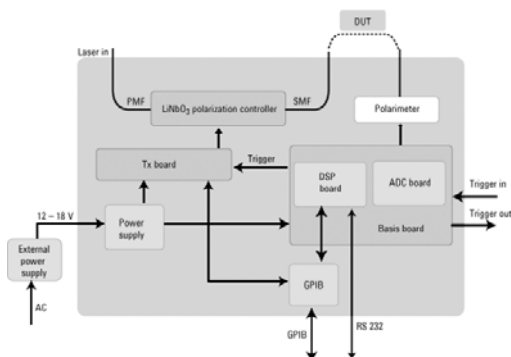 DUT
Laser in
PMF
LiNbO3 polarization controller
SMF
Polarimeter
Tx board
Trigger
DSP
board
ADC board
Trigger in
Trigger out
Basis board
12 – 18 V
Power
supply
External
power
supply
GPIB
AC
GPIB
RS 232